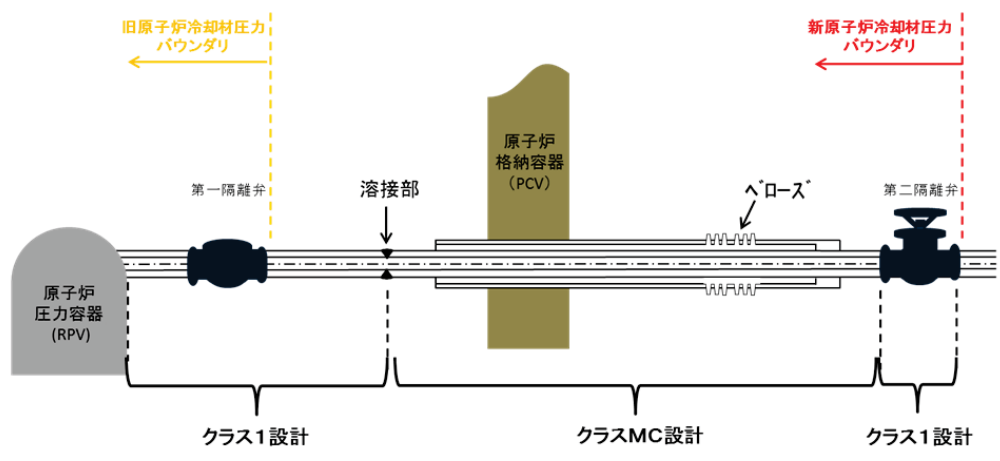 旧原子炉冷却材圧力
バウンダリ
新原子炉冷却材圧力
バウンダリ
原子炉
格納容器
（PCV）
第一隔離弁
溶接部
ベローズ
第二隔離弁
原子炉
圧力容器
(RPV)
クラス1設計
クラスMC設計
クラス1設計